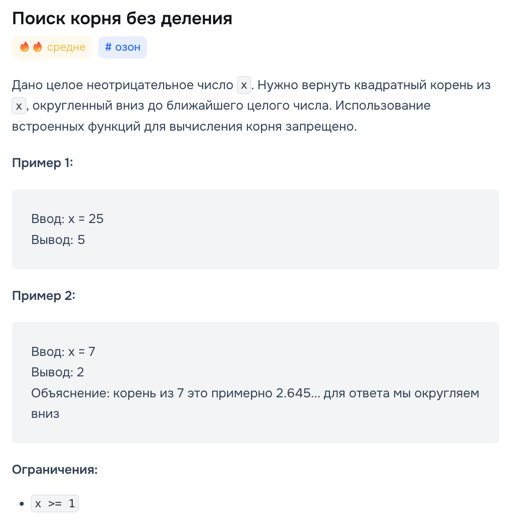 Поиск корня без деления
🔥🔥 средне # озон
Дано целое неотрицательное число x. Нужно вернуть квадратный корень из
x, округленный вниз до ближайшего целого числа. Использование
встроенных функций для вычисления корня запрещено.
Пример 1:
Ввод: x = 25
Вывод: 5
Пример 2:
Ввод: x = 7
Вывод: 2
Объяснение: корень из 7 это примерно 2.645... для ответа мы округляем
вниз
Ограничения:
• x >= 1